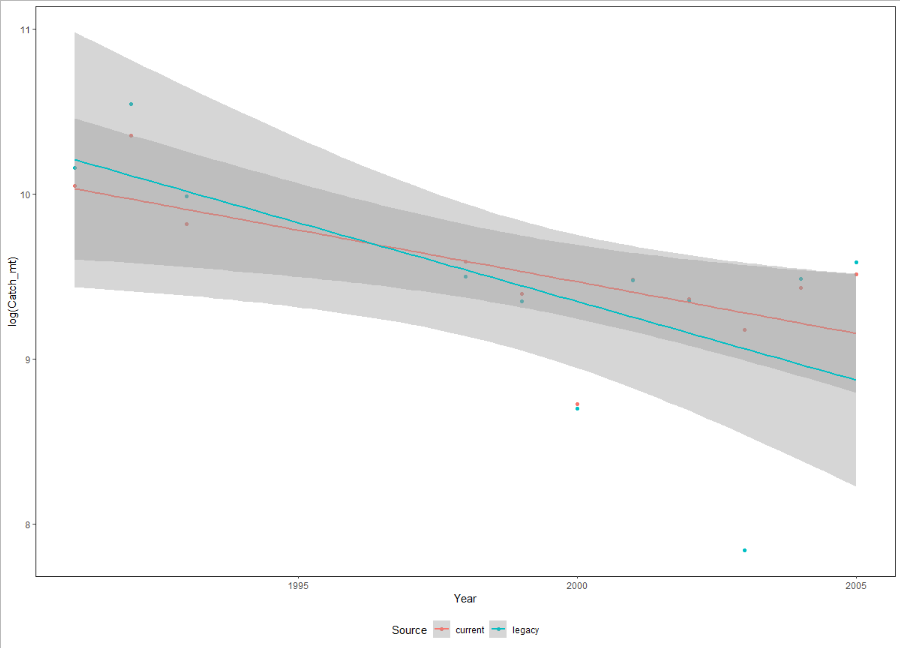 11
10
9
8
log(Catch_mt)
1995
2000
2005
Year
Source current legacy